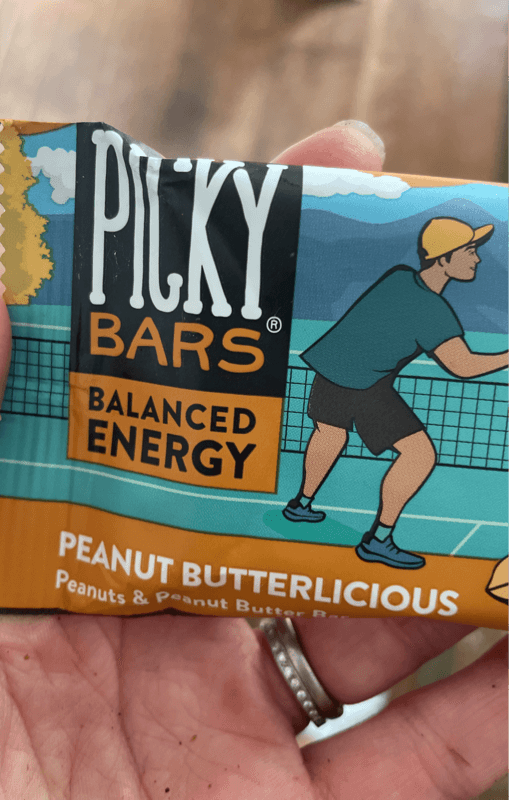 PICKY
BARS®
BALANCED
ENERGY
PEANUT BUTTERLICIOUS
Peanuts & Peanut Butter